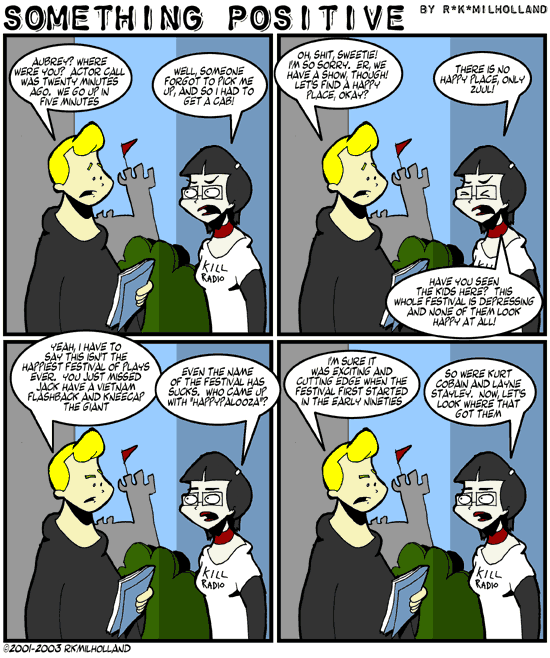 SOMETHING POSITIVE BY R*K*MILHOLLAND
AUBREY? WHERE
WERE YOU? ACTOR CALL
WAS TWENTY MINUTES
AGO. WE GO UP IN
FIVE MINUTES
WELL, SOMEONE
FORGOT TO PICK ME
UP, AND SO I HAD TO
GET A CAB!
KILL
RADIO
OH, SHIT, SWEETIE!
I'M SO SORRY. ER, WE
HAVE A SHOW, THOUGH!
LET'S FIND A HAPPY
PLACE, OKAY?
THERE IS NO
HAPPY PLACE, ONLY
ZUUL!
KILL
HAVE YOU SEEN
THE KIDS HERE? THIS
WHOLE FESTIVAL IS DEPRESSING
AND NONE OF THEM LOOK
HAPPY AT ALL!
YEAH, I HAVE TO
SAY THIS ISN'T THE
HAPPIEST FESTIVAL OF PLAYS
EVER. YOU JUST MISSED
JACK HAVE A VIETNAM
FLASHBACK AND KNEECAP
THE GIANT
EVEN THE NAME
OF THE FESTIVAL HAS
SUCKS. WHO CAME UP
WITH "HAPPYPALOOZA"?
KILL
RADIO
I'M SURE IT
WAS EXCITING AND
CUTTING EDGE WHEN THE
FESTIVAL FIRST STARTED
IN THE EARLY NINETIES
SO WERE KURT
COBAIN AND LAYNE
STAYLEY. NOW, LET'S
LOOK WHERE THAT
GOT THEM
KILL
RADIO
©2001-2003 RKMILHOLLAND